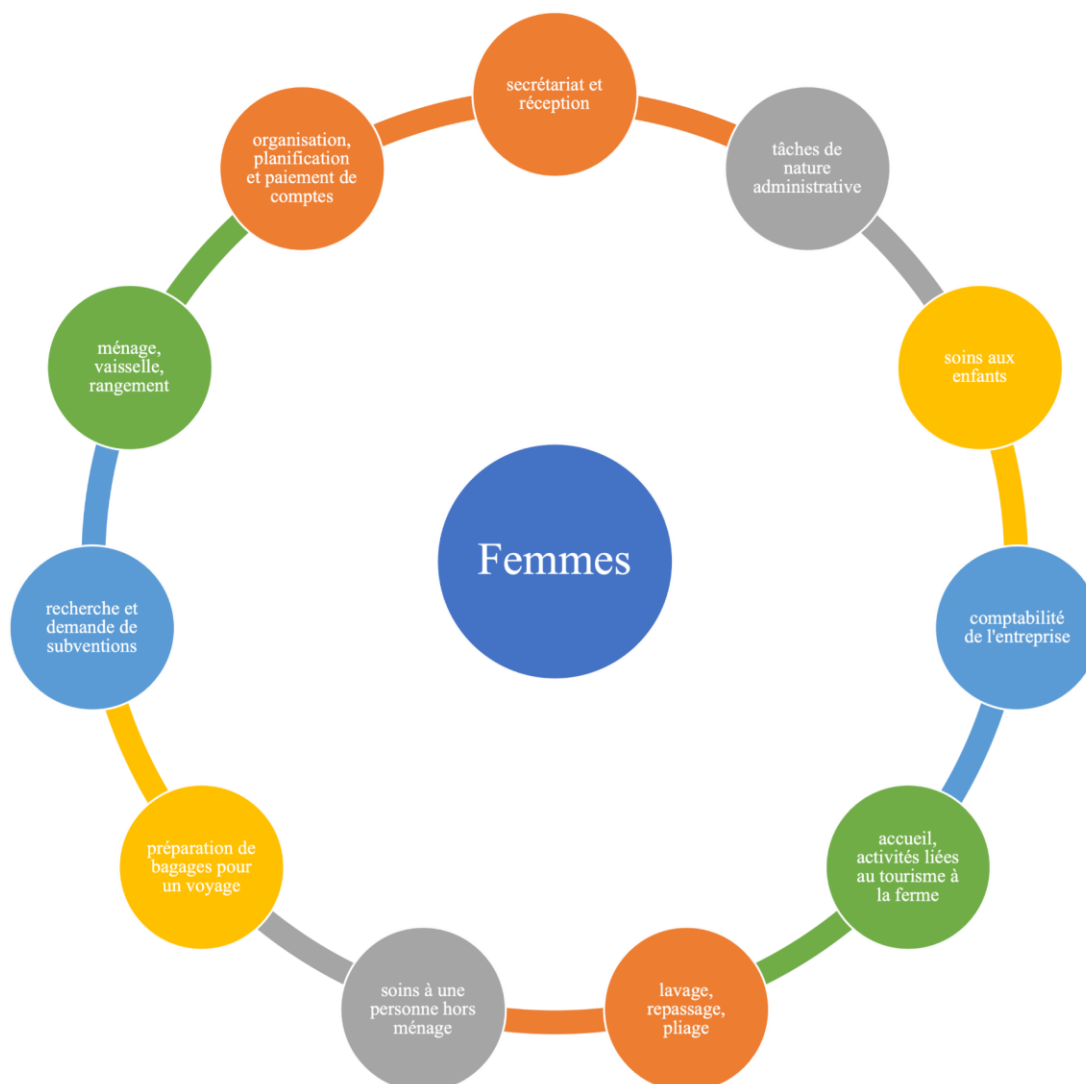 secrétariat et
réception
tâches de
nature
administrative
soins aux
enfants
comptabilité
de l'entreprise
accueil,
activités liées
au tourisme à
la ferme
lavage,
repassage,
pliage
soins à une
personne hors
ménage
préparation de
bagages pour
un voyage
recherche et
demande de
subventions
ménage,
vaisselle,
rangement
organisation,
planification
et paiement de
comptes
Femmes